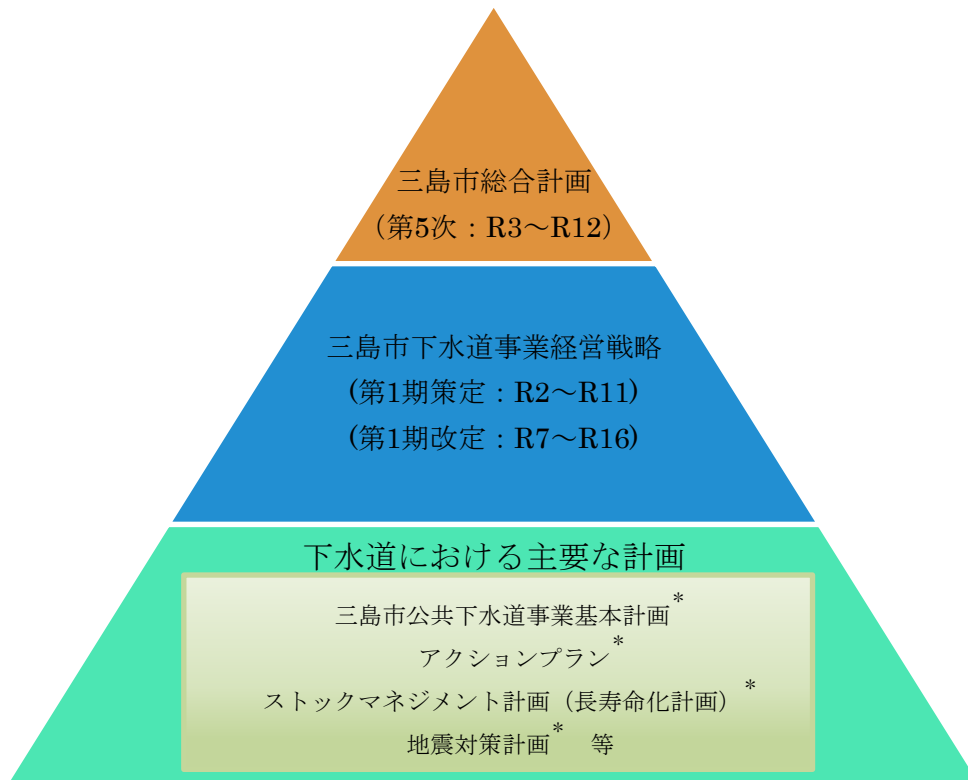 三島市総合計画
（第5次：R3～R12）
三島市下水道事業経営戦略
(第1期策定：R2～R11)
(第1期改定：R7～R16)
下水道における主要な計画
三島市公共下水道事業基本計画*
アクションプラン*
ストックマネジメント計画（長寿命化計画）*
地震対策計画*　等